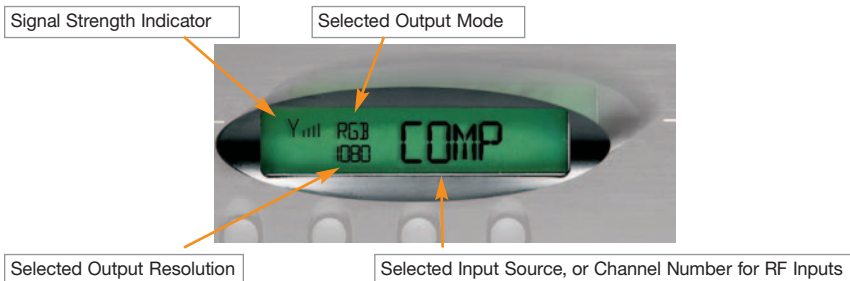 Signal Strength Indicator
Selected Output Mode
RGB
1080
COMP
Selected Output Resolution
Selected Input Source, or Channel Number for RF Inputs